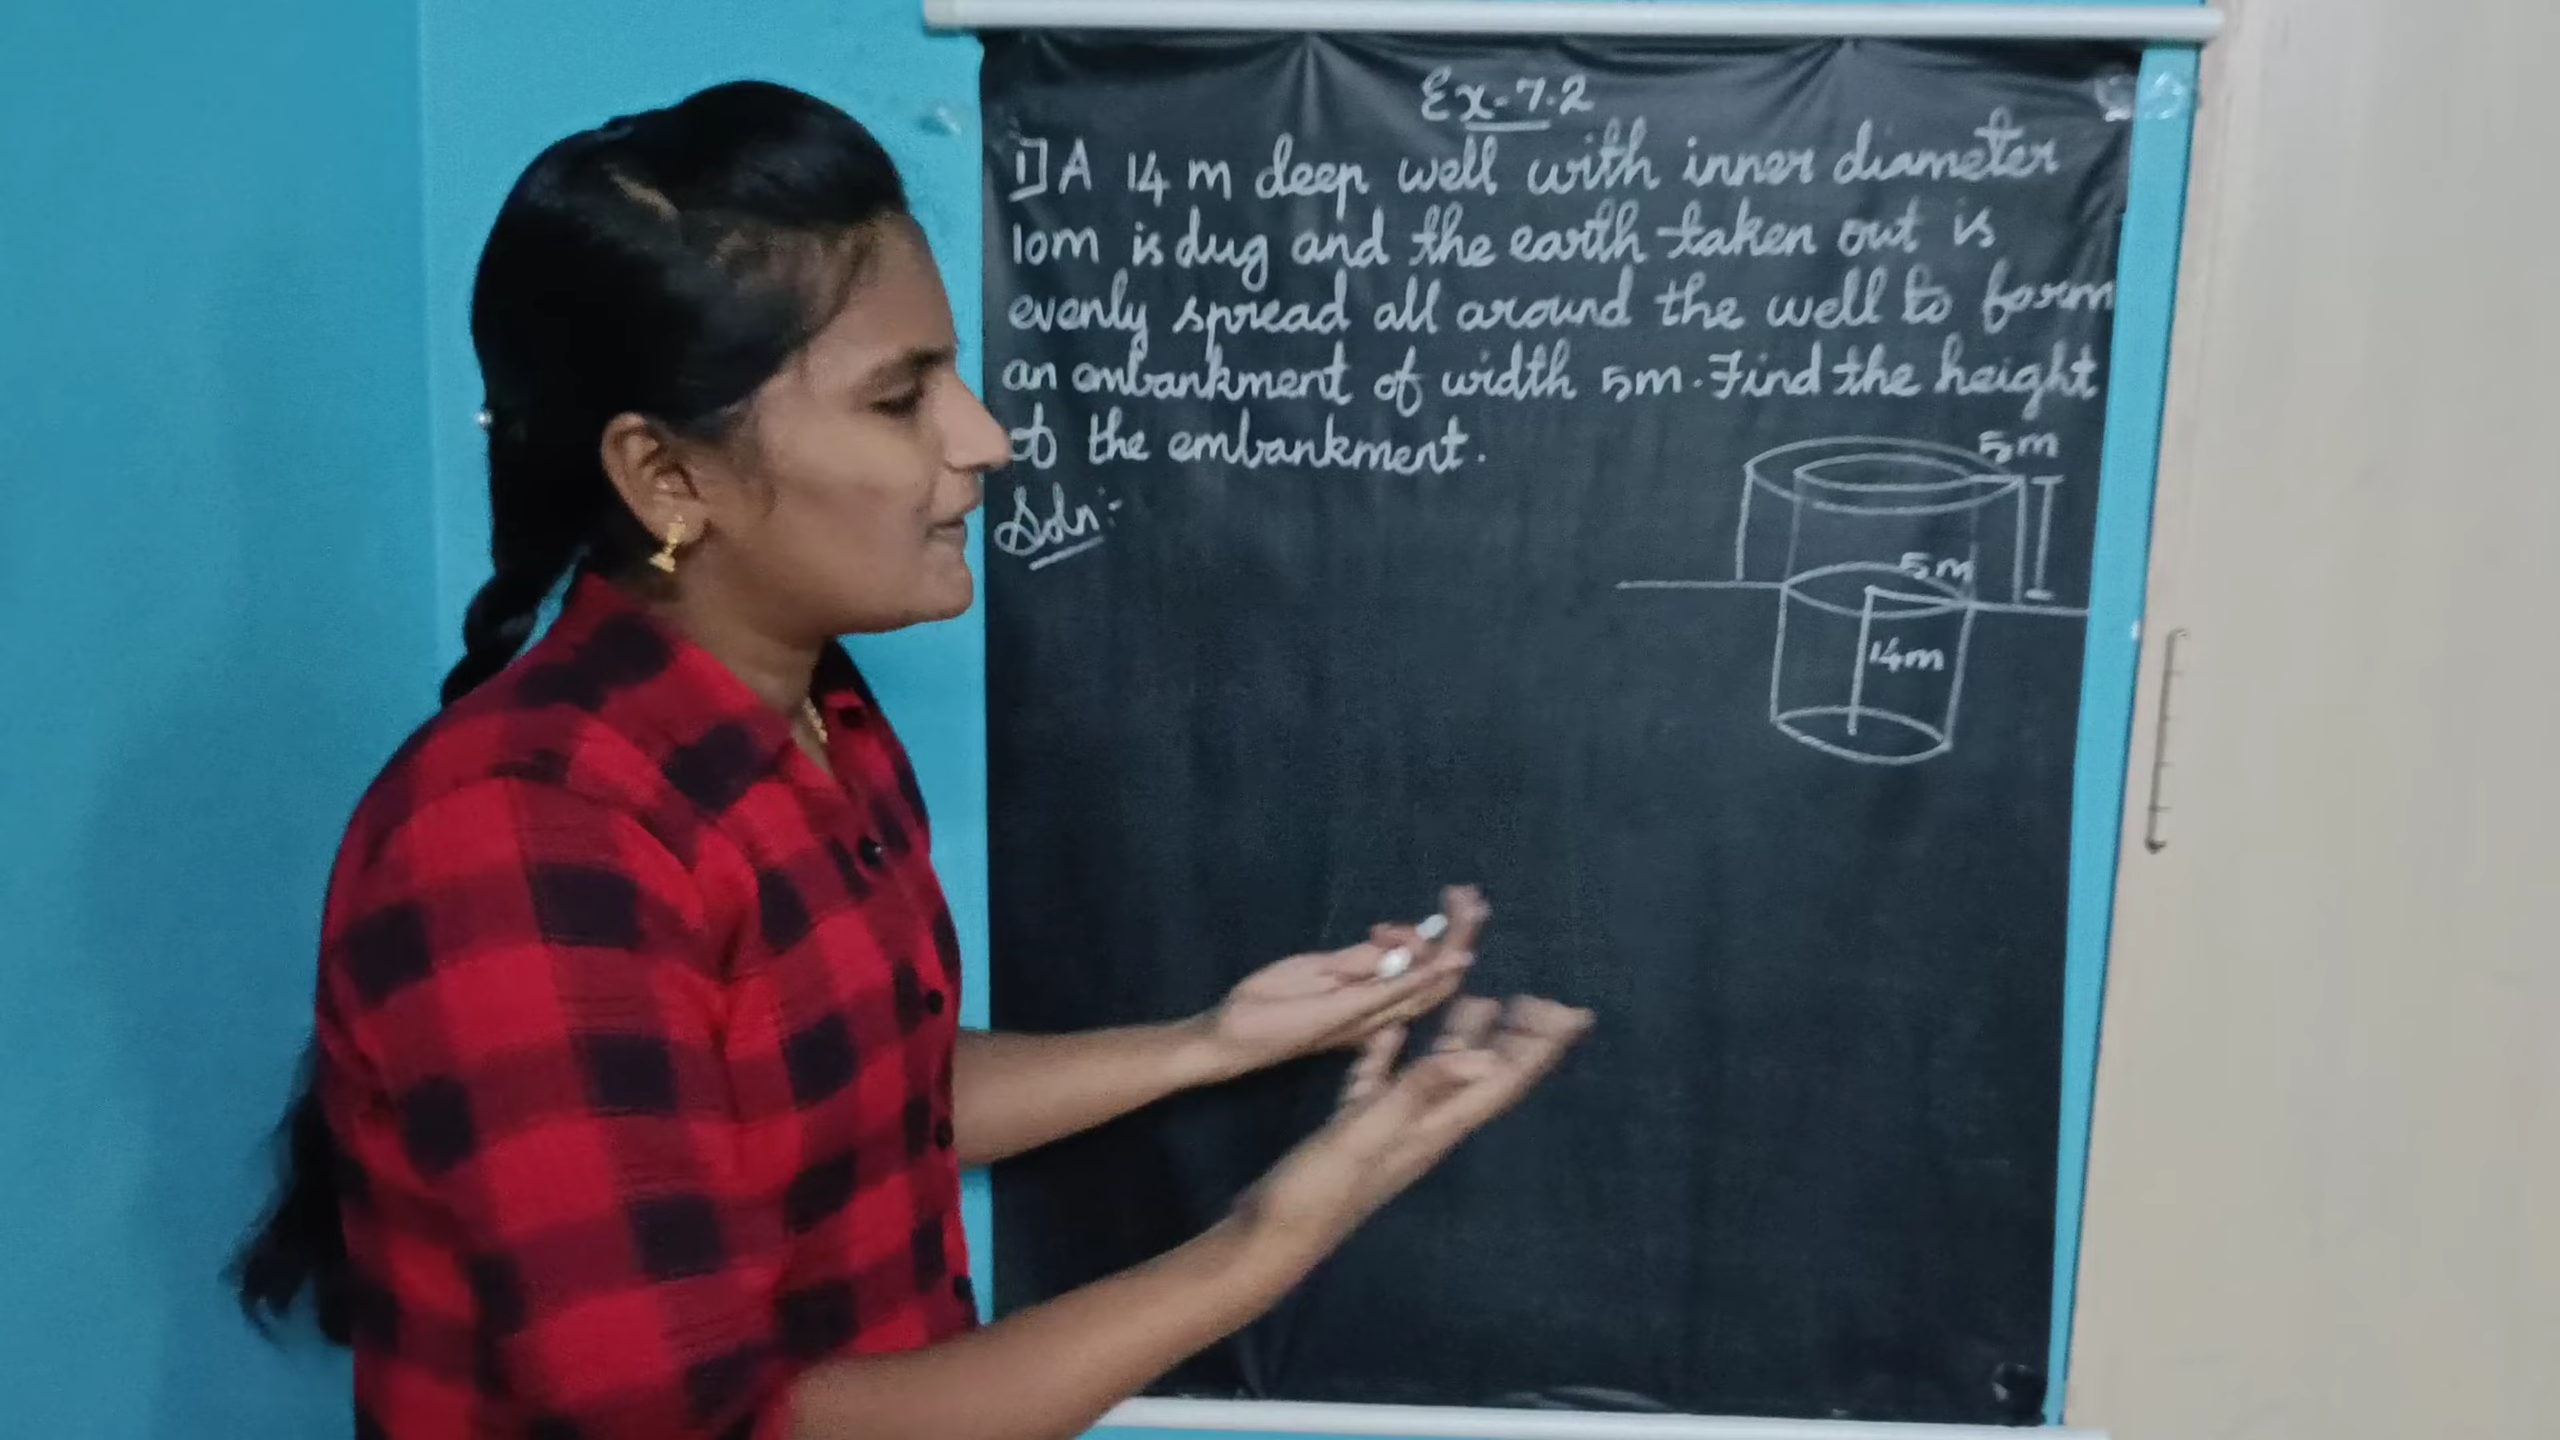 Ex-7.2
1] A 14 m deep well with inner diameter
10m is dug and the earth taken out is
evenly spread all around the well to form
an embankment of width 5m. Find the height
of the embankment.
5m
Soln:-
5m
14m